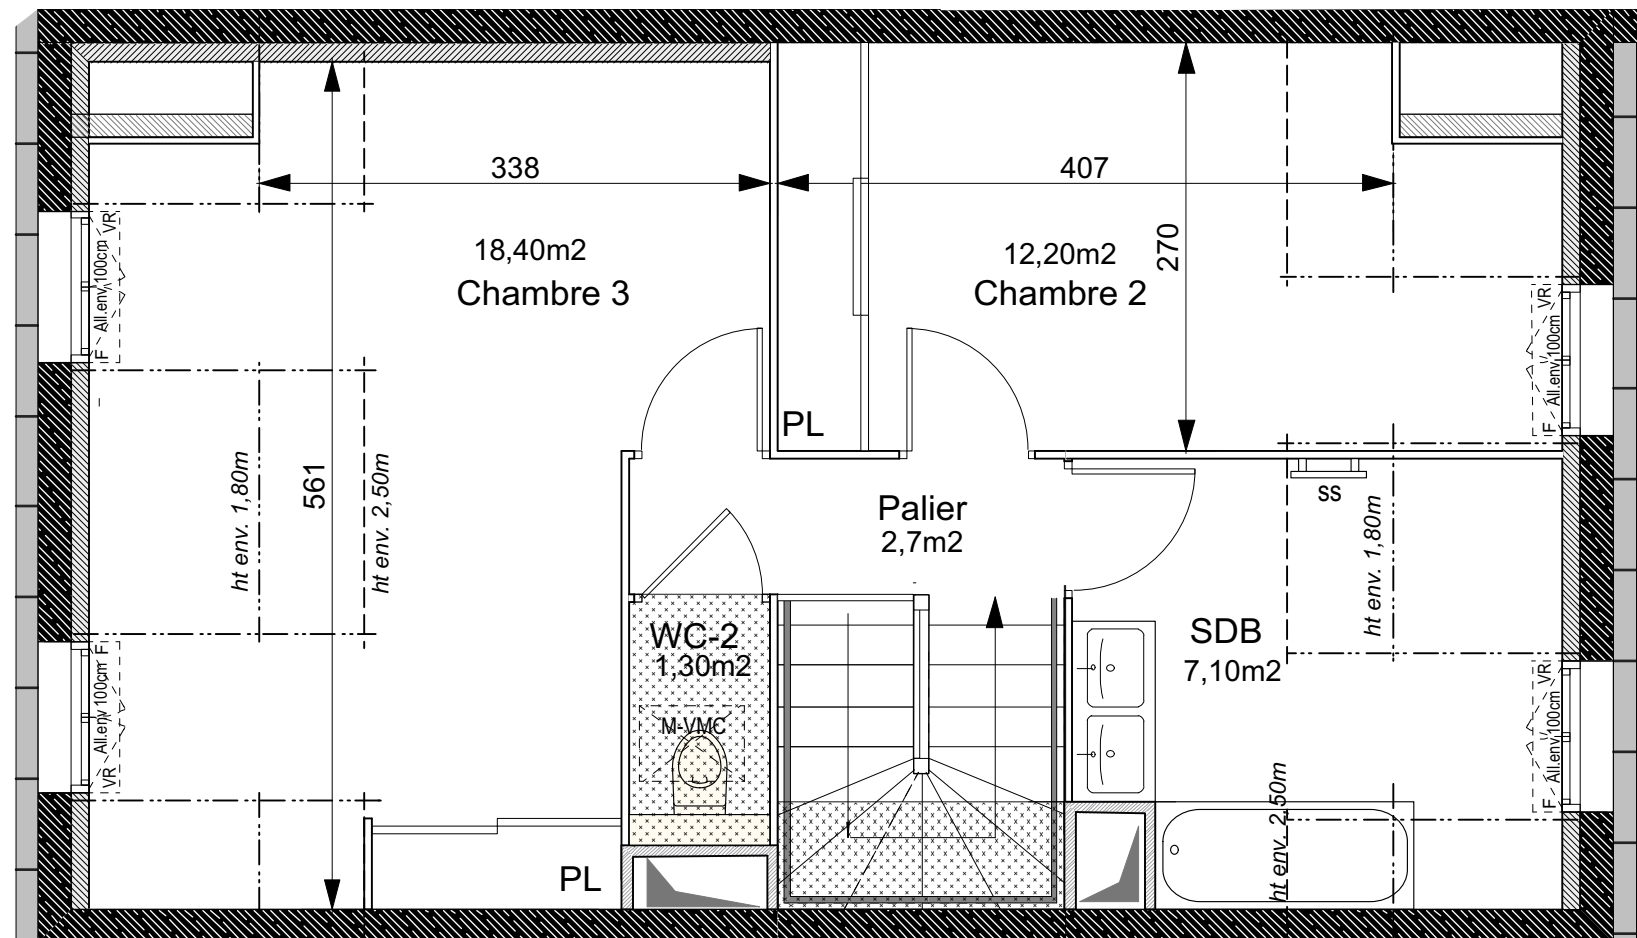 338
407
18,40m2
Chambre 3
12,20m2
Chambre 2
270
VR
All.env.100cm
F
VR
All.env.100cm
F
PL
ht env. 1,80m
561
ht env. 2,50m
Palier
2,7m2
SS
ht env. 1,80m
WC-2
1,30m2
M-VMC
SDB
7,10m2
F
All.env.100cm
VR
VR
All.env.100cm
F
ht env. 2,50m
PL